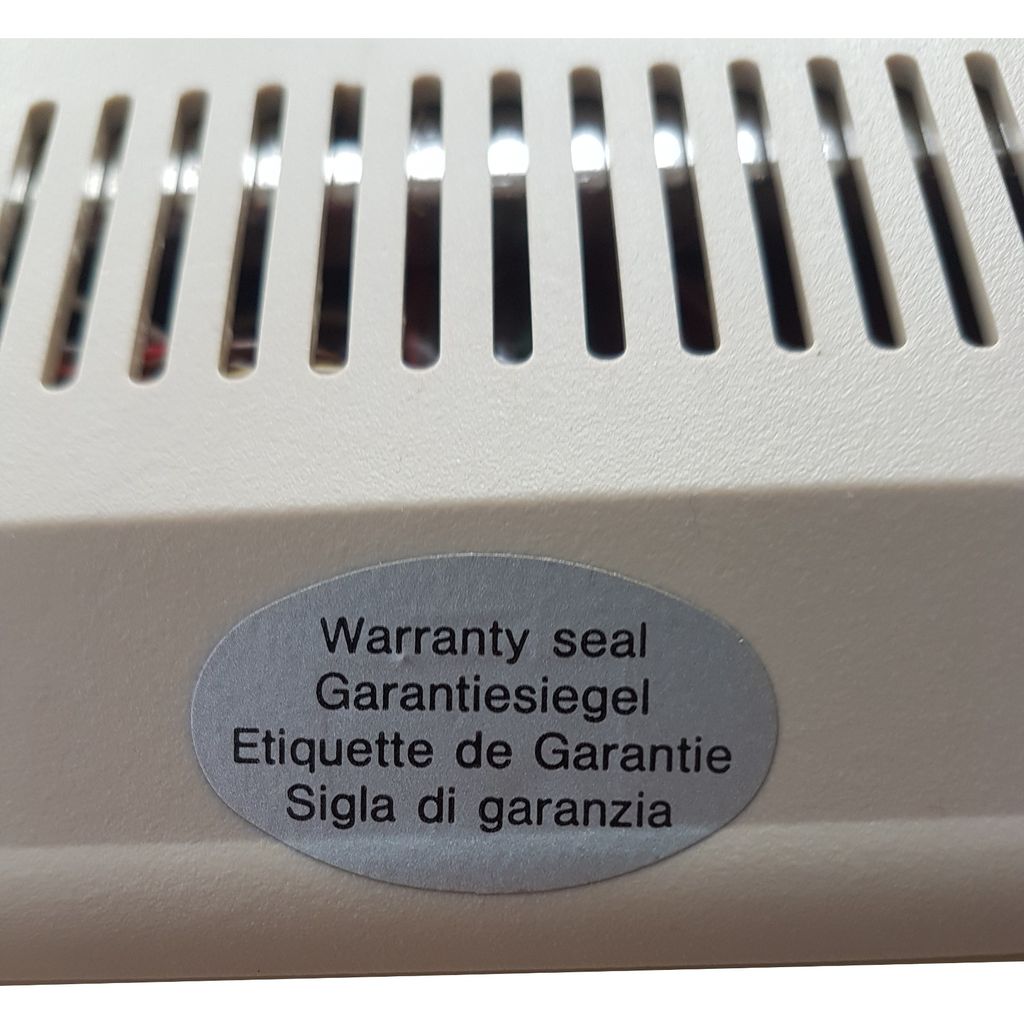 Warranty seal
Garantiesiegel
Etiquette de Garantie
Sigla di garanzia